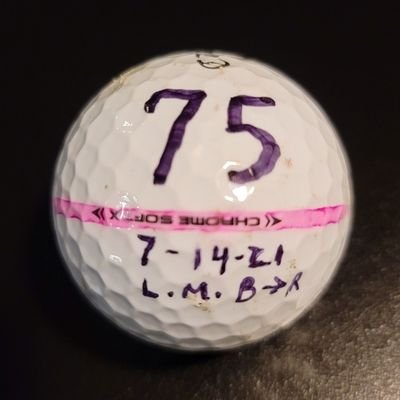 75
CHROME SOFT X
7-14-21
L. M. B→R